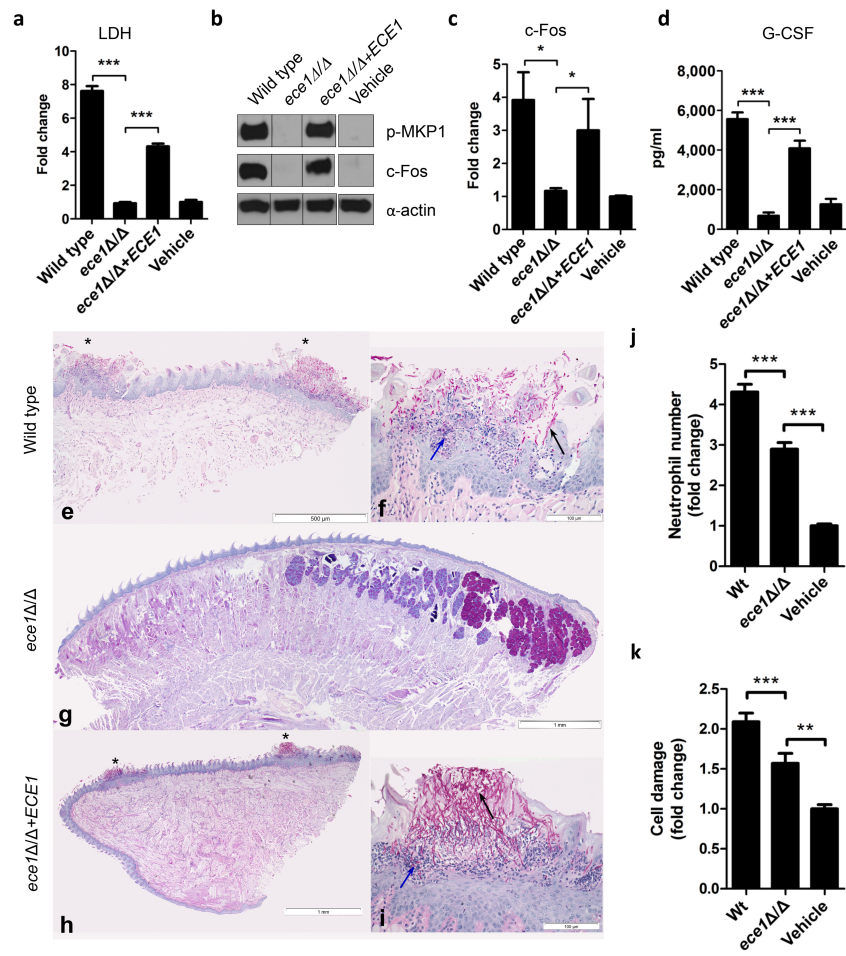 a
LDH
Fold change
10
8
6
4
2
0
***
***
Wild type
ece1Δ/Δ
ece1Δ/Δ+ECE1
Vehicle
b
Wild type
ece1Δ/Δ
ece1Δ/Δ+ECE1
Vehicle
p-MKP1
c-Fos
α-actin
c
c-Fos
Fold change
5
4
3
2
1
0
*
*
Wild type
ece1Δ/Δ
ece1Δ/Δ+ECE1
Vehicle
d
G-CSF
pg/ml
8,000
6,000
4,000
2,000
0
***
***
Wild type
ece1Δ/Δ
ece1Δ/Δ+ECE1
Vehicle
Wild type
*
*
e
500 µm
f
100 µm
ece1Δ/Δ
g
1 mm
ece1Δ/Δ+ECE1
*
*
h
1 mm
i
100 µm
j
Neutrophil number
(fold change)
5
4
3
2
1
0
***
***
Wt
ece1Δ/Δ
Vehicle
k
Cell damage
(fold change)
2.5
2.0
1.5
1.0
0.5
0.0
***
**
Wt
ece1Δ/Δ
Vehicle